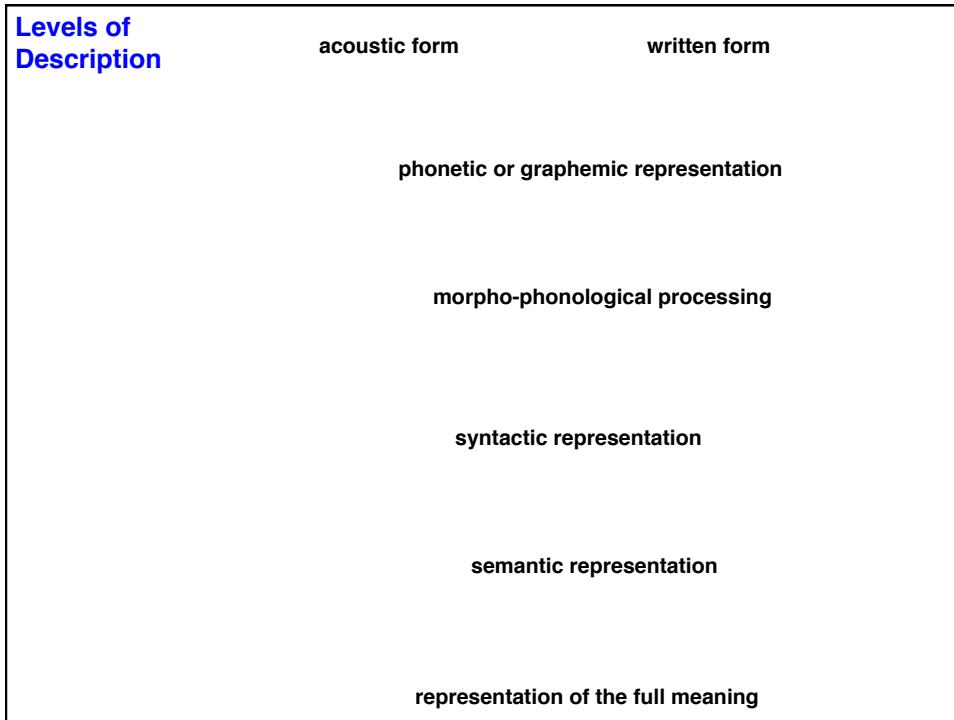 Levels of
Description
acoustic form
written form
phonetic or graphemic representation
morpho-phonological processing
syntactic representation
semantic representation
representation of the full meaning